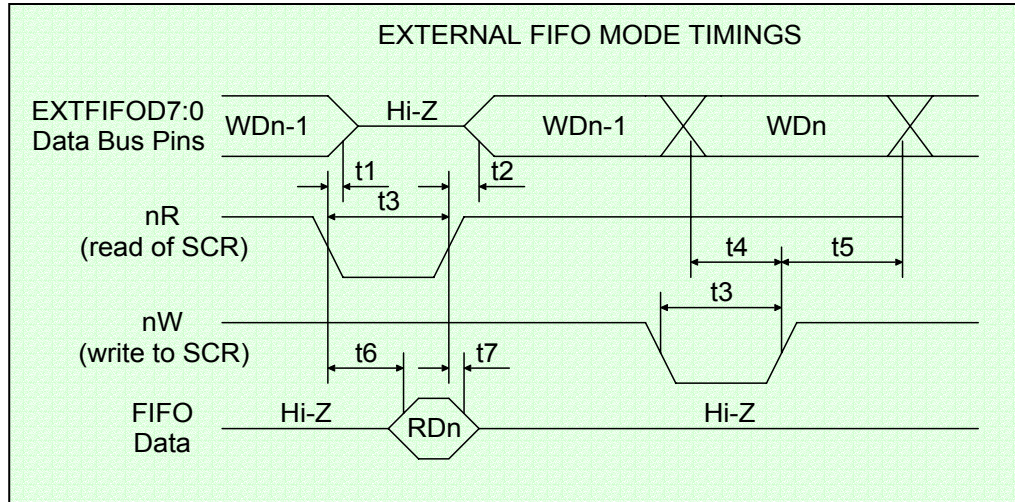 EXTERNAL FIFO MODE TIMINGS
EXTFIFOD7:0
Data Bus Pins
WDn-1
Hi-Z
WDn-1
WDn
t1
t2
t3
nR
(read of SCR)
t4
t5
t3
nW
(write to SCR)
t6
t7
FIFO
Data
Hi-Z
RDn
Hi-Z